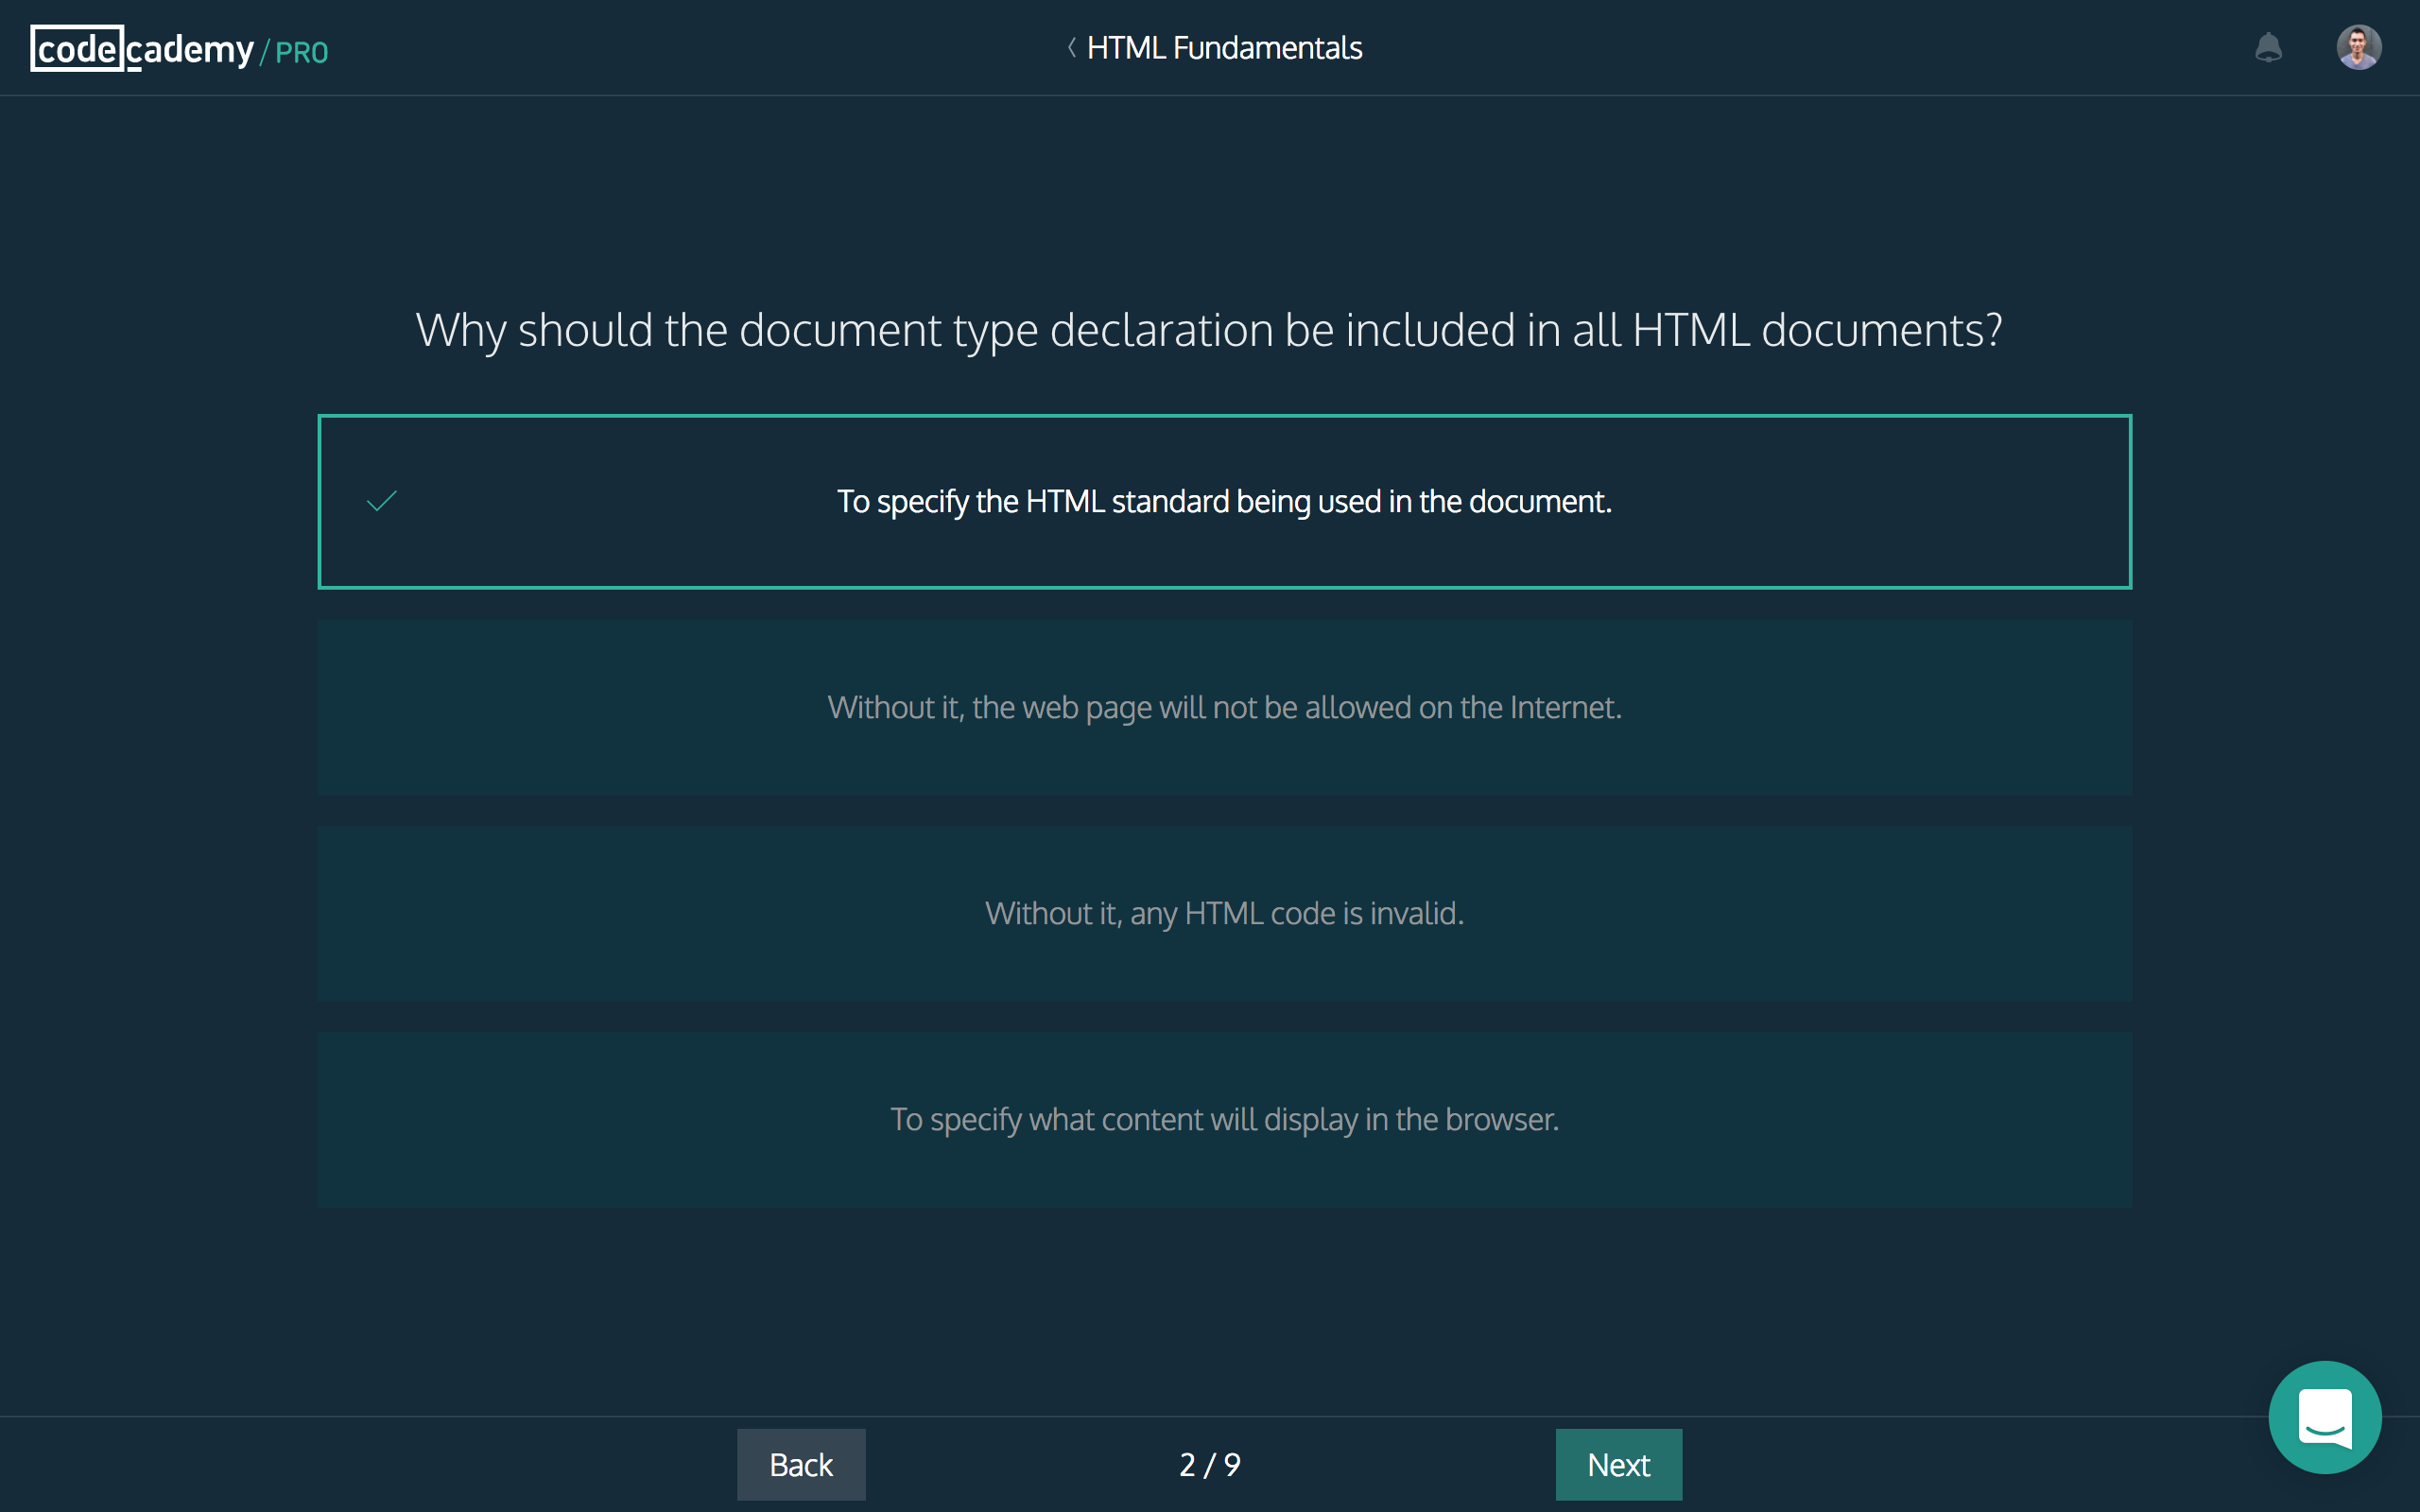 codecademy/PRO
HTML Fundamentals
Why should the document type declaration be included in all HTML documents?
To specify the HTML standard being used in the document.
Without it, the web page will not be allowed on the Internet.
Without it, any HTML code is invalid.
To specify what content will display in the browser.
Back
2 / 9
Next